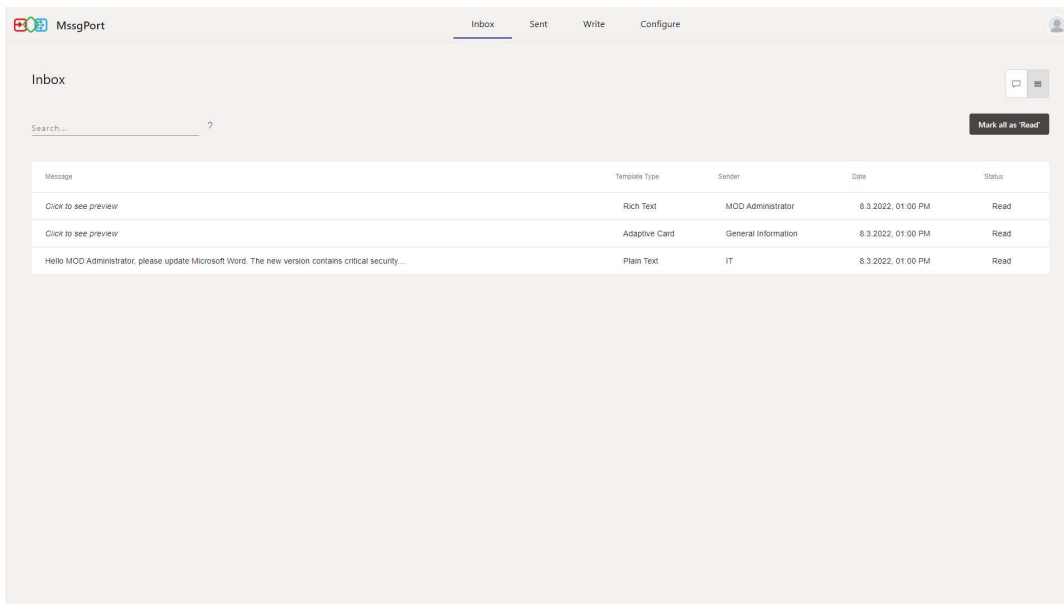 MssgPort Inbox Sent Write Configure
Inbox
Search... ?
Mark all as 'Read'
Message Template Type Sender Date Status
Click to see preview Rich Text MOD Administrator 8.3.2022, 01:00 PM Read
Click to see preview Adaptive Card General Information 8.3.2022, 01:00 PM Read
Hello MOD Administrator, please update Microsoft Word. The new version contains critical security... Plain Text IT 8.3.2022, 01:00 PM Read